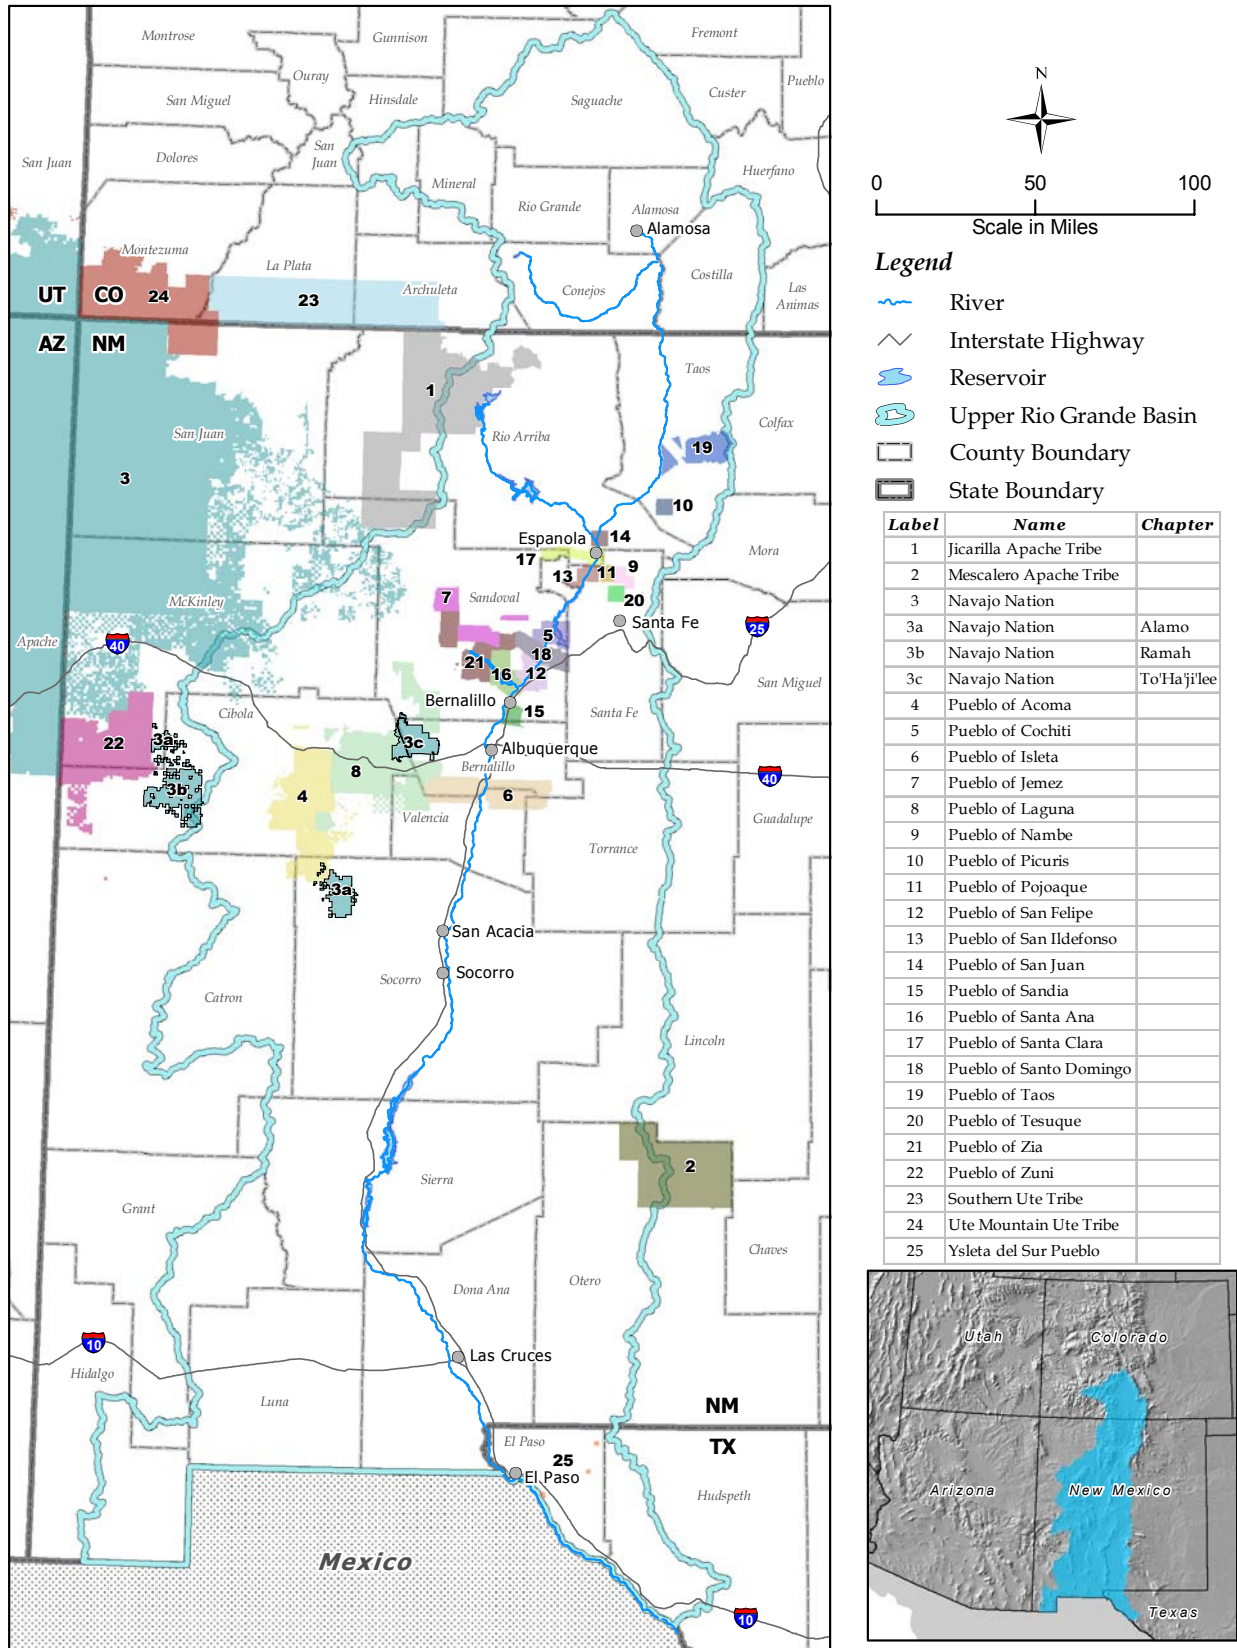 Montrose
Gunnison
Fremont
Ouray
Pueblo
San Miguel
Hinsdale
Saguache
Custer
San Juan
Dolores
San
Juan
Mineral
Huerfano
Rio Grande
Alamosa
Alamosa
Montezuma
La Plata
Archuleta
Conejos
Costilla
Las
Animas
UT CO 24
23
AZ NM
1
Taos
San Juan
Rio Arriba
Colfax
19
3
10
Espanola
14
17
Mora
13
11
9
McKinley
7
Sandoval
20
Apache
40
5
Santa Fe
25
21
18
16
12
San Miguel
Cibola
Bernalillo
15
Santa Fe
22
3a
3c
Albuquerque
Bernalillo
8
40
3b
4
6
Valencia
Guadalupe
Torrance
3a
San Acacia
Socorro
Socorro
Catron
Lincoln
2
Sierra
Grant
Chaves
Dona Ana
Otero
10
Las Cruces
Hidalgo
Luna
NM
El Paso
TX
25
El Paso
Hudspeth
Mexico
10
N
0 50 100
Scale in Miles
Legend
River
Interstate Highway
Reservoir
Upper Rio Grande Basin
County Boundary
State Boundary
Label Name Chapter
1 Jicarilla Apache Tribe
2 Mescalero Apache Tribe
3 Navajo Nation
3a Navajo Nation Alamo
3b Navajo Nation Ramah
3c Navajo Nation To'Ha'ji'lee
4 Pueblo of Acoma
5 Pueblo of Cochiti
6 Pueblo of Isleta
7 Pueblo of Jemez
8 Pueblo of Laguna
9 Pueblo of Nambe
10 Pueblo of Picuris
11 Pueblo of Pojoaque
12 Pueblo of San Felipe
13 Pueblo of San Ildefonso
14 Pueblo of San Juan
15 Pueblo of Sandia
16 Pueblo of Santa Ana
17 Pueblo of Santa Clara
18 Pueblo of Santo Domingo
19 Pueblo of Taos
20 Pueblo of Tesuque
21 Pueblo of Zia
22 Pueblo of Zuni
23 Southern Ute Tribe
24 Ute Mountain Ute Tribe
25 Ysleta del Sur Pueblo
Utah
Colorado
Arizona
New Mexico
Texas